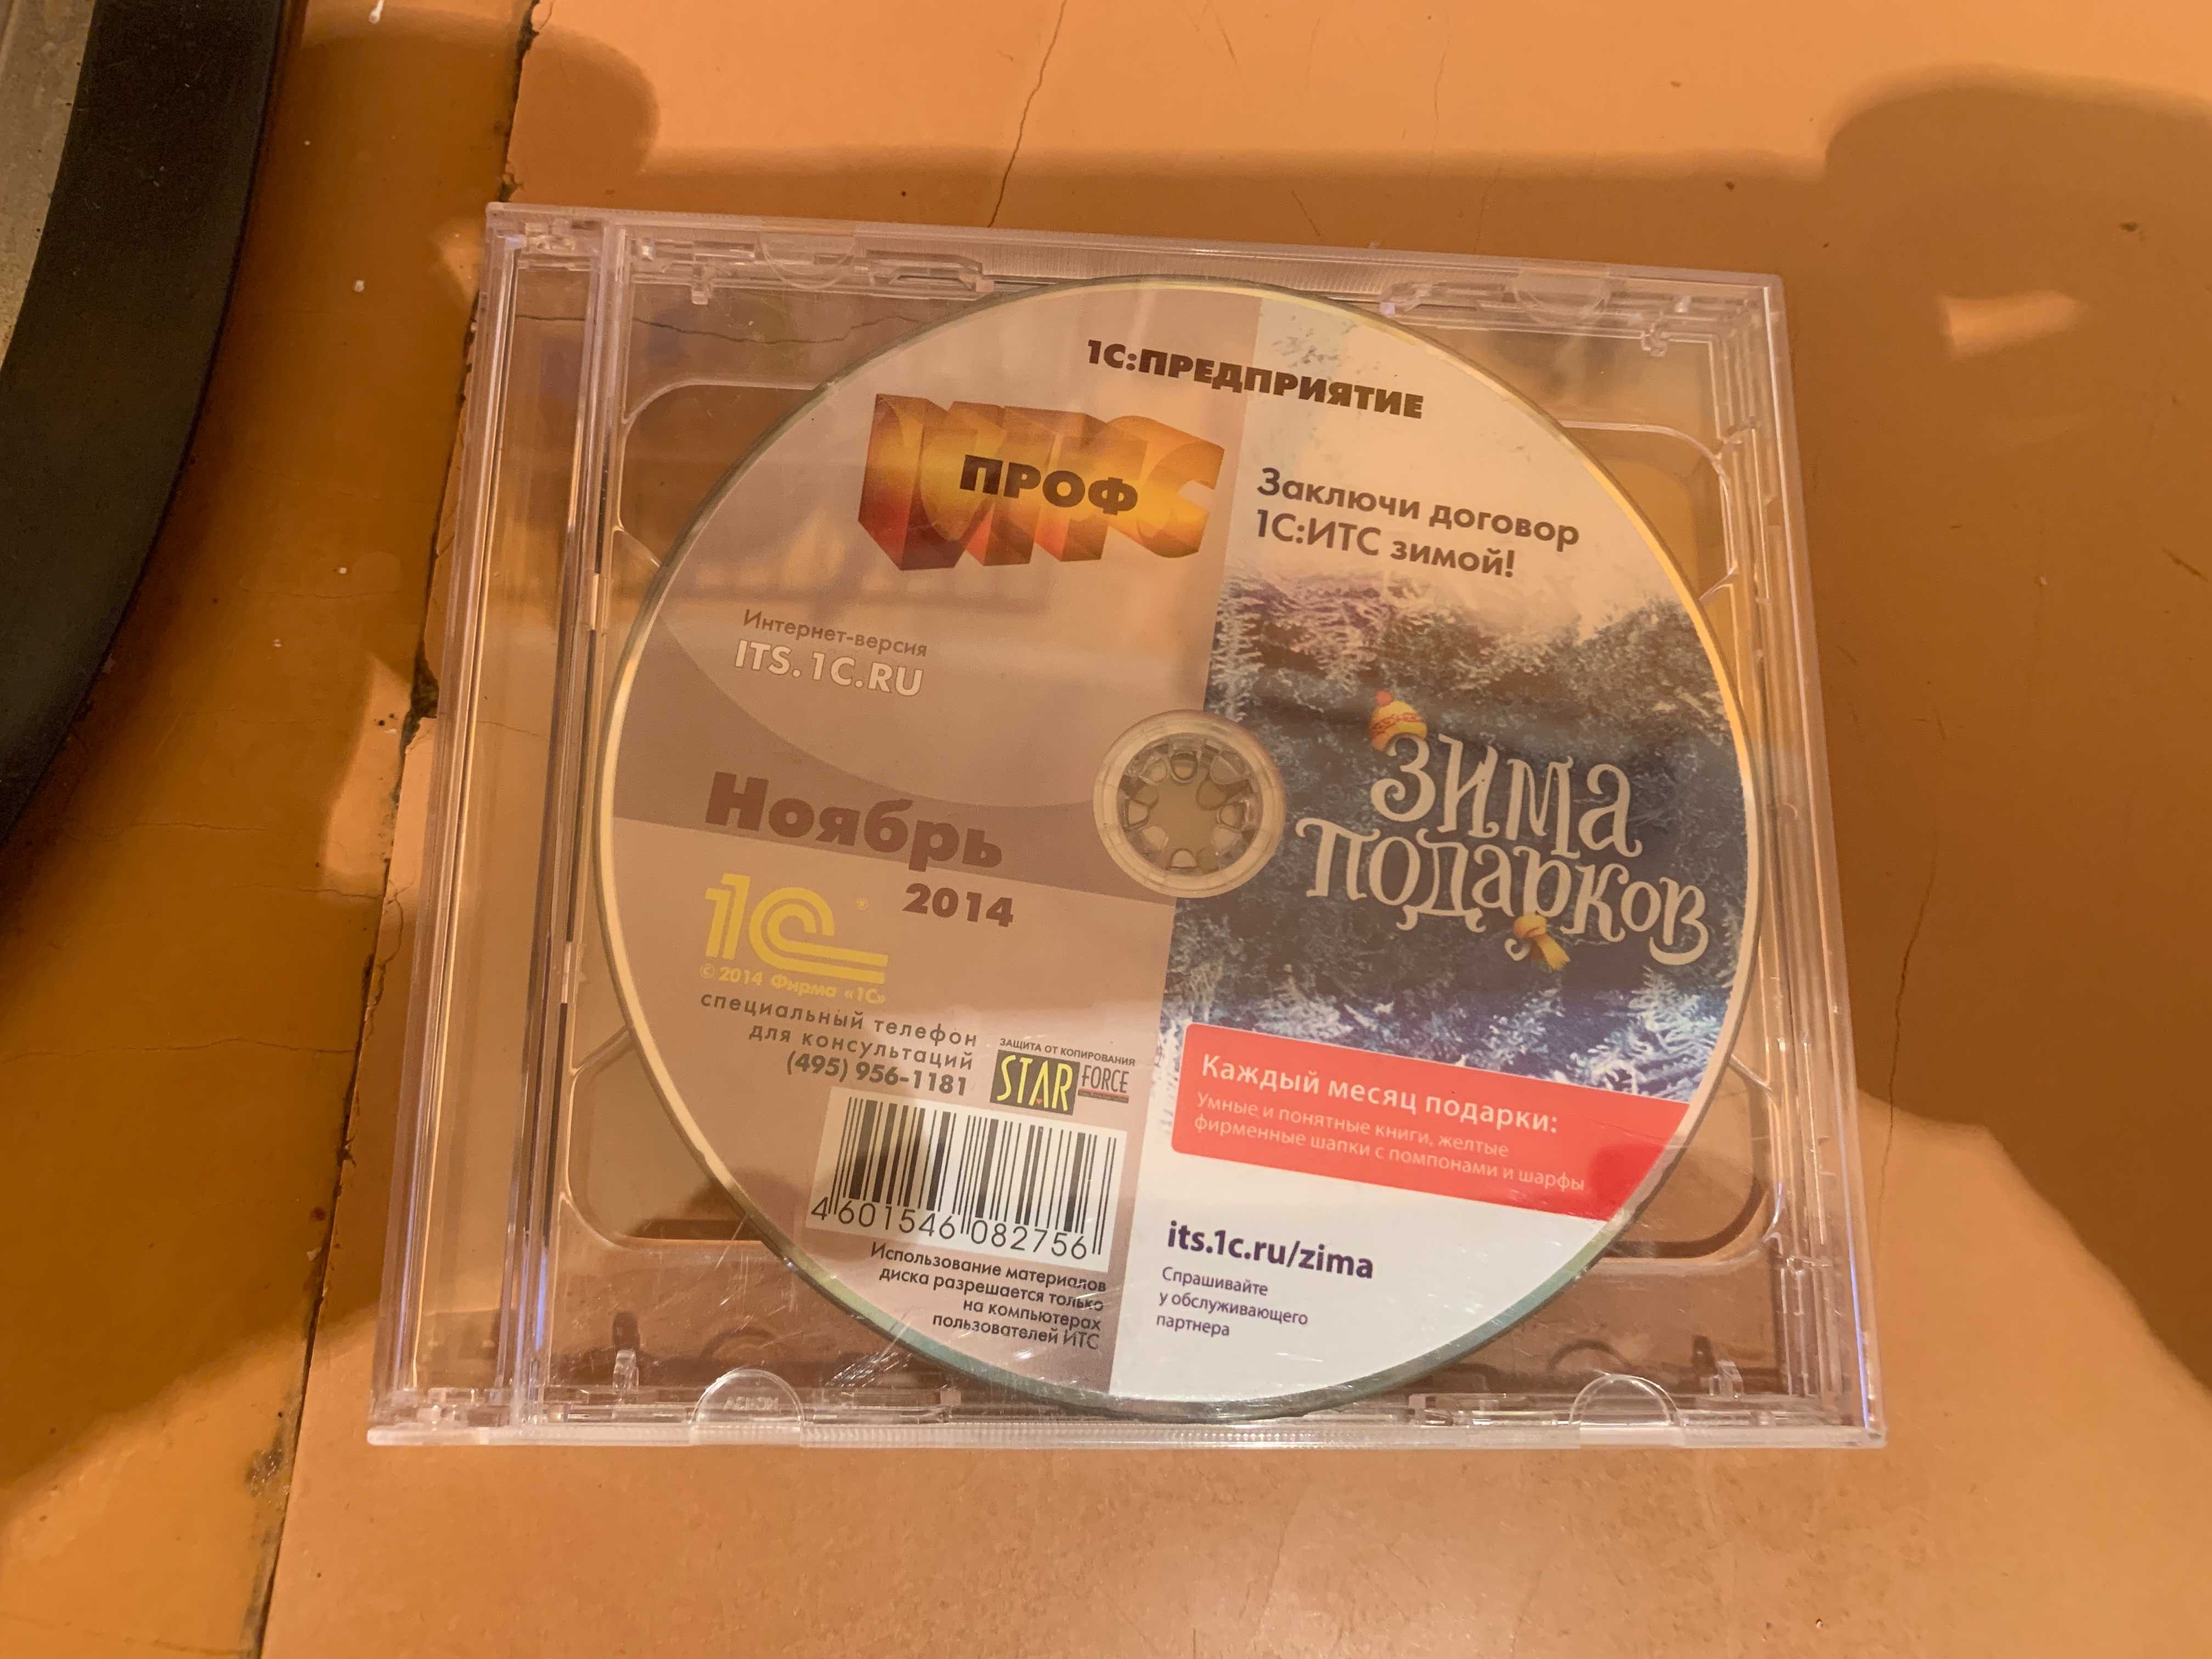 1С:ПРЕДПРИЯТИЕ
ИТС
ПРОФ
Интернет-версия
ITS.1C.RU
Ноябрь
2014
1С®
© 2014 Фирма «1С»
специальный телефон
для консультаций
(495) 956-1181
ЗАЩИТА ОТ КОПИРОВАНИЯ
STAR FORCE
4 601546 082756
Использование материалов
диска разрешается только
на компьютерах
пользователей ИТС
Заключи договор
1С:ИТС зимой!
Зима
подарков
Каждый месяц подарки:
Умные и понятные книги, желтые
фирменные шапки с помпонами и шарфы
its.1c.ru/zima
Спрашивайте
у обслуживающего
партнера